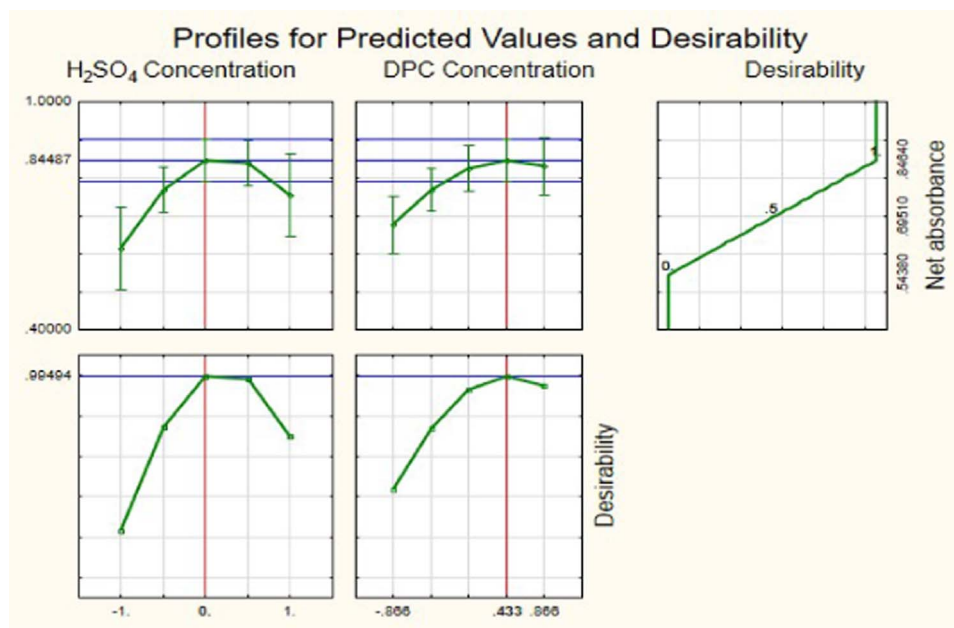 Profiles for Predicted Values and Desirability
H₂SO₄ Concentration
DPC Concentration
Desirability
1.0000
.84487
.40000
0.
.5
1.
.84640
.69510
.54380
Net absorbance
.99494
Desirability
-1.
0.
1.
-.866
.433
.866